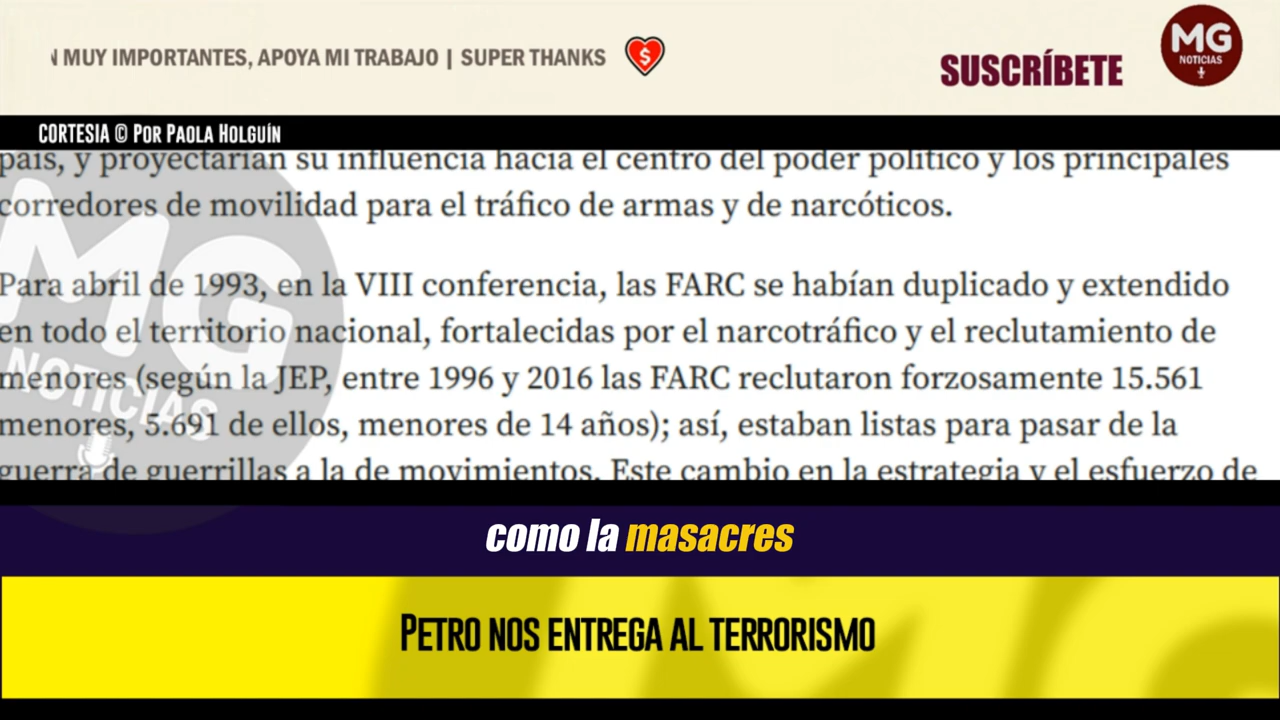 MUY IMPORTANTES, APOYA MI TRABAJO | SUPER THANKS
$
SUSCRÍBETE
MG
NOTICIAS
CORTESIA © POR PAOLA HOLGUÍN
país, y proyectarían su influencia hacia el centro del poder político y los principales
corredores de movilidad para el tráfico de armas y de narcóticos.
Para abril de 1993, en la VIII conferencia, las FARC se habían duplicado y extendido
en todo el territorio nacional, fortalecidas por el narcotráfico y el reclutamiento de
menores (según la JEP, entre 1996 y 2016 las FARC reclutaron forzosamente 15.561
menores, 5.691 de ellos, menores de 14 años); así, estaban listas para pasar de la
guerra de guerrillas a la de movimientos. Este cambio en la estrategia y el esfuerzo de
MG
NOTICIAS
como la masacres
PETRO NOS ENTREGA AL TERRORISMO